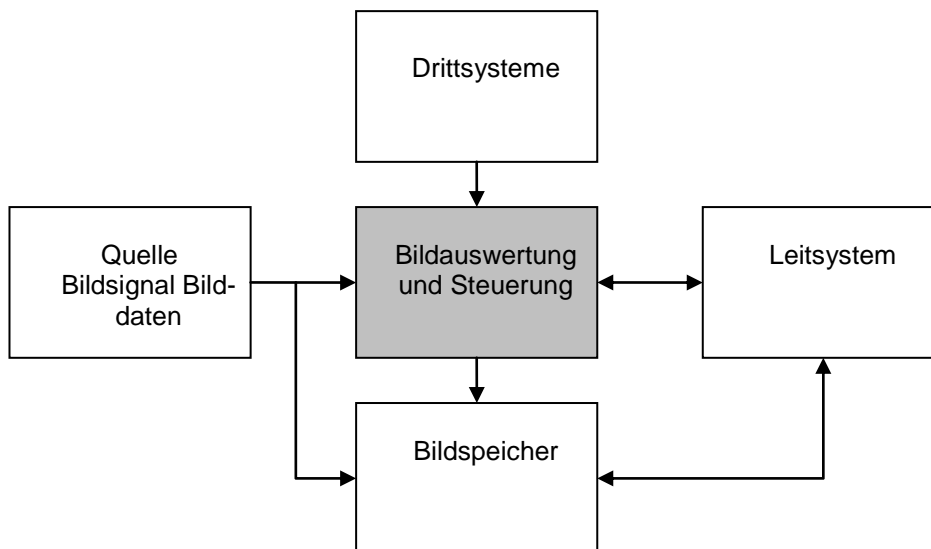 Drittsysteme
Quelle
Bildsignal Bild-
daten
Bildauswertung
und Steuerung
Leitsystem
Bildspeicher